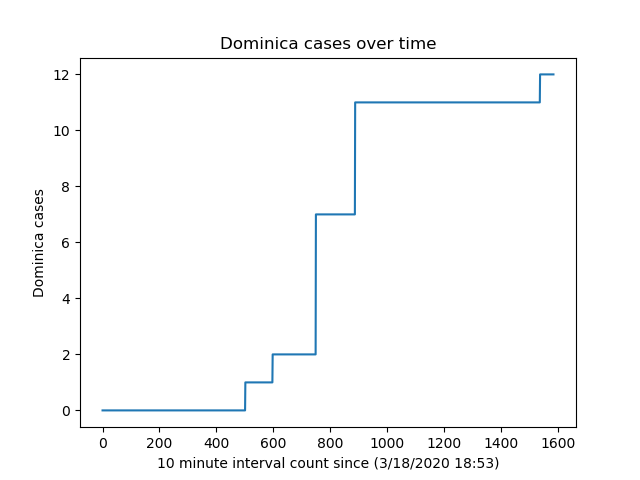 Dominica cases over time
12
10
8
6
4
2
0
Dominica cases
0 200 400 600 800 1000 1200 1400 1600
10 minute interval count since (3/18/2020 18:53)